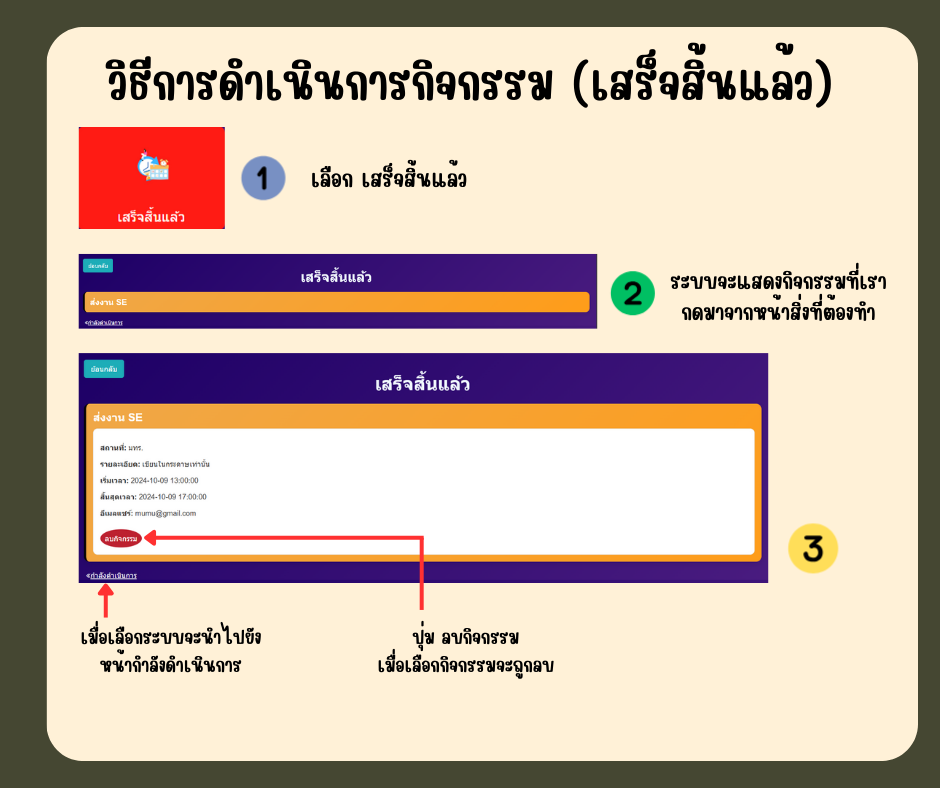 วิธีการดำเนินการกิจกรรม (เสร็จสิ้นแล้ว)
เสร็จสิ้นแล้ว
1
เลือก เสร็จสิ้นแล้ว
ย้อนกลับ
เสร็จสิ้นแล้ว
ส่งงาน SE
<กำลังดำเนินการ
2
ระบบจะแสดงกิจกรรมที่เรา
กดมาจากหน้าสิ่งที่ต้องทำ
ย้อนกลับ
เสร็จสิ้นแล้ว
ส่งงาน SE
สถานที่: มทร.
รายละเอียด: เขียนในกระดาษเท่านั้น
เริ่มเวลา: 2024-10-09 13:00:00
สิ้นสุดเวลา: 2024-10-09 17:00:00
อีเมลแชร์: mumu@gmail.com
ลบกิจกรรม
<กำลังดำเนินการ
3
เมื่อเลือกระบบจะนำไปยัง
หน้ากำลังดำเนินการ
ปุ่ม ลบกิจกรรม
เมื่อเลือกกิจกรรมจะถูกลบ